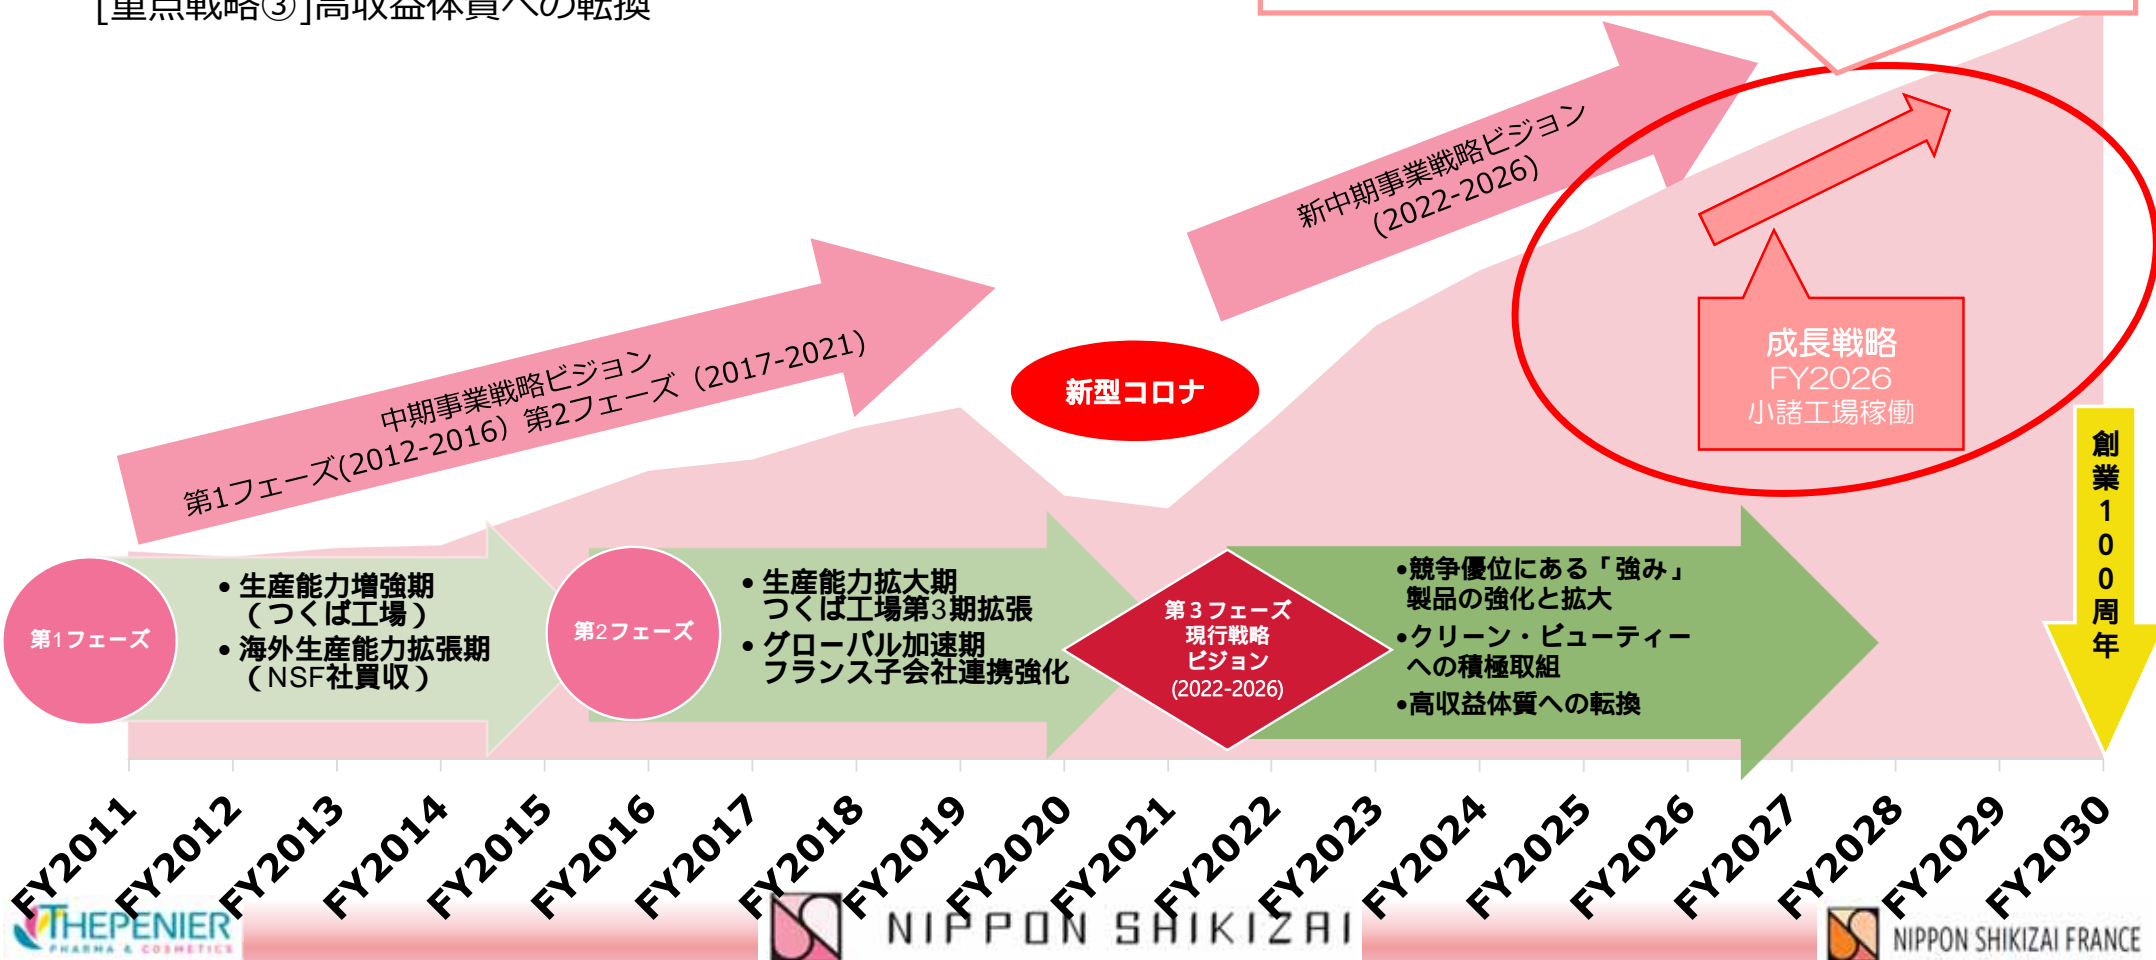 [重点戦略③]高収益体質への転換
新中期事業戦略ビジョン
(2022-2026)
中期事業戦略ビジョン
第1フェーズ(2012-2016) 第2フェーズ（2017-2021)
新型コロナ
成長戦略
FY2026
小諸工場稼働
創業100周年
第1フェーズ
• 生産能力増強期
（つくば工場）
• 海外生産能力拡張期
（NSF社買収）
第2フェーズ
• 生産能力拡大期
つくば工場第3期拡張
• グローバル加速期
フランス子会社連携強化
第３フェーズ
現行戦略
ビジョン
(2022-2026)
•競争優位にある「強み」
製品の強化と拡大
•クリーン・ビューティー
への積極取組
•高収益体質への転換
FY2011
FY2012
FY2013
FY2014
FY2015
FY2016
FY2017
FY2018
FY2019
FY2020
FY2021
FY2022
FY2023
FY2024
FY2025
FY2026
FY2027
FY2028
FY2029
FY2030
THEPENIER
PHARMA & COSMETICS
NIPPON SHIKIZAI
NIPPON SHIKIZAI FRANCE